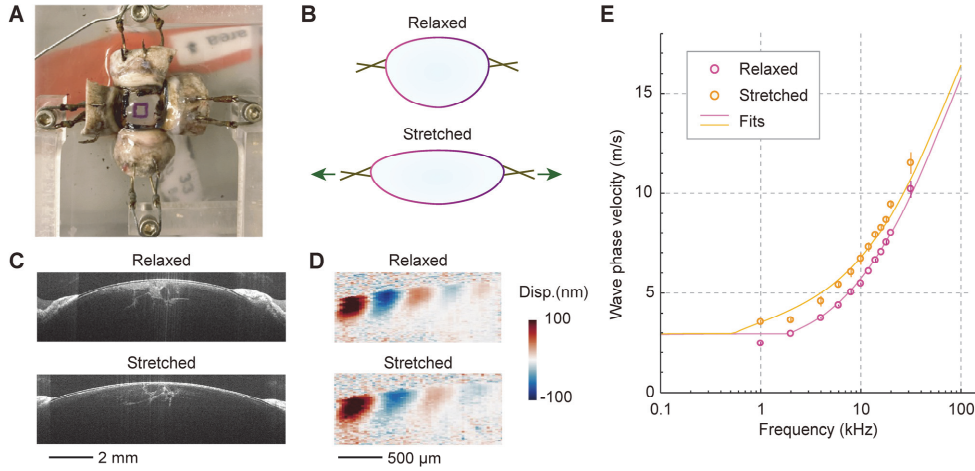 A
B
Relaxed
Stretched
C
Relaxed
Stretched
2 mm
D
Relaxed
Disp.(nm)
100
-100
Stretched
500 μm
E
Relaxed
Stretched
Fits
Wave phase velocity (m/s)
15
10
5
0
0.1
1
10
100
Frequency (kHz)